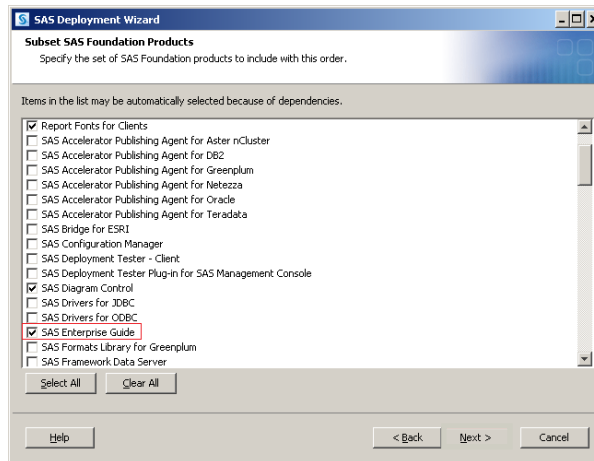 SAS Deployment Wizard
Subset SAS Foundation Products
Specify the set of SAS Foundation products to include with this order.
Items in the list may be automatically selected because of dependencies.
Report Fonts for Clients
SAS Accelerator Publishing Agent for Aster nCluster
SAS Accelerator Publishing Agent for DB2
SAS Accelerator Publishing Agent for Greenplum
SAS Accelerator Publishing Agent for Netezza
SAS Accelerator Publishing Agent for Oracle
SAS Accelerator Publishing Agent for Teradata
SAS Bridge for ESRI
SAS Configuration Manager
SAS Deployment Tester - Client
SAS Deployment Tester Plug-in for SAS Management Console
SAS Diagram Control
SAS Drivers for JDBC
SAS Drivers for ODBC
SAS Enterprise Guide
SAS Formats Library for Greenplum
SAS Framework Data Server
Select All Clear All
Help < Back Next > Cancel